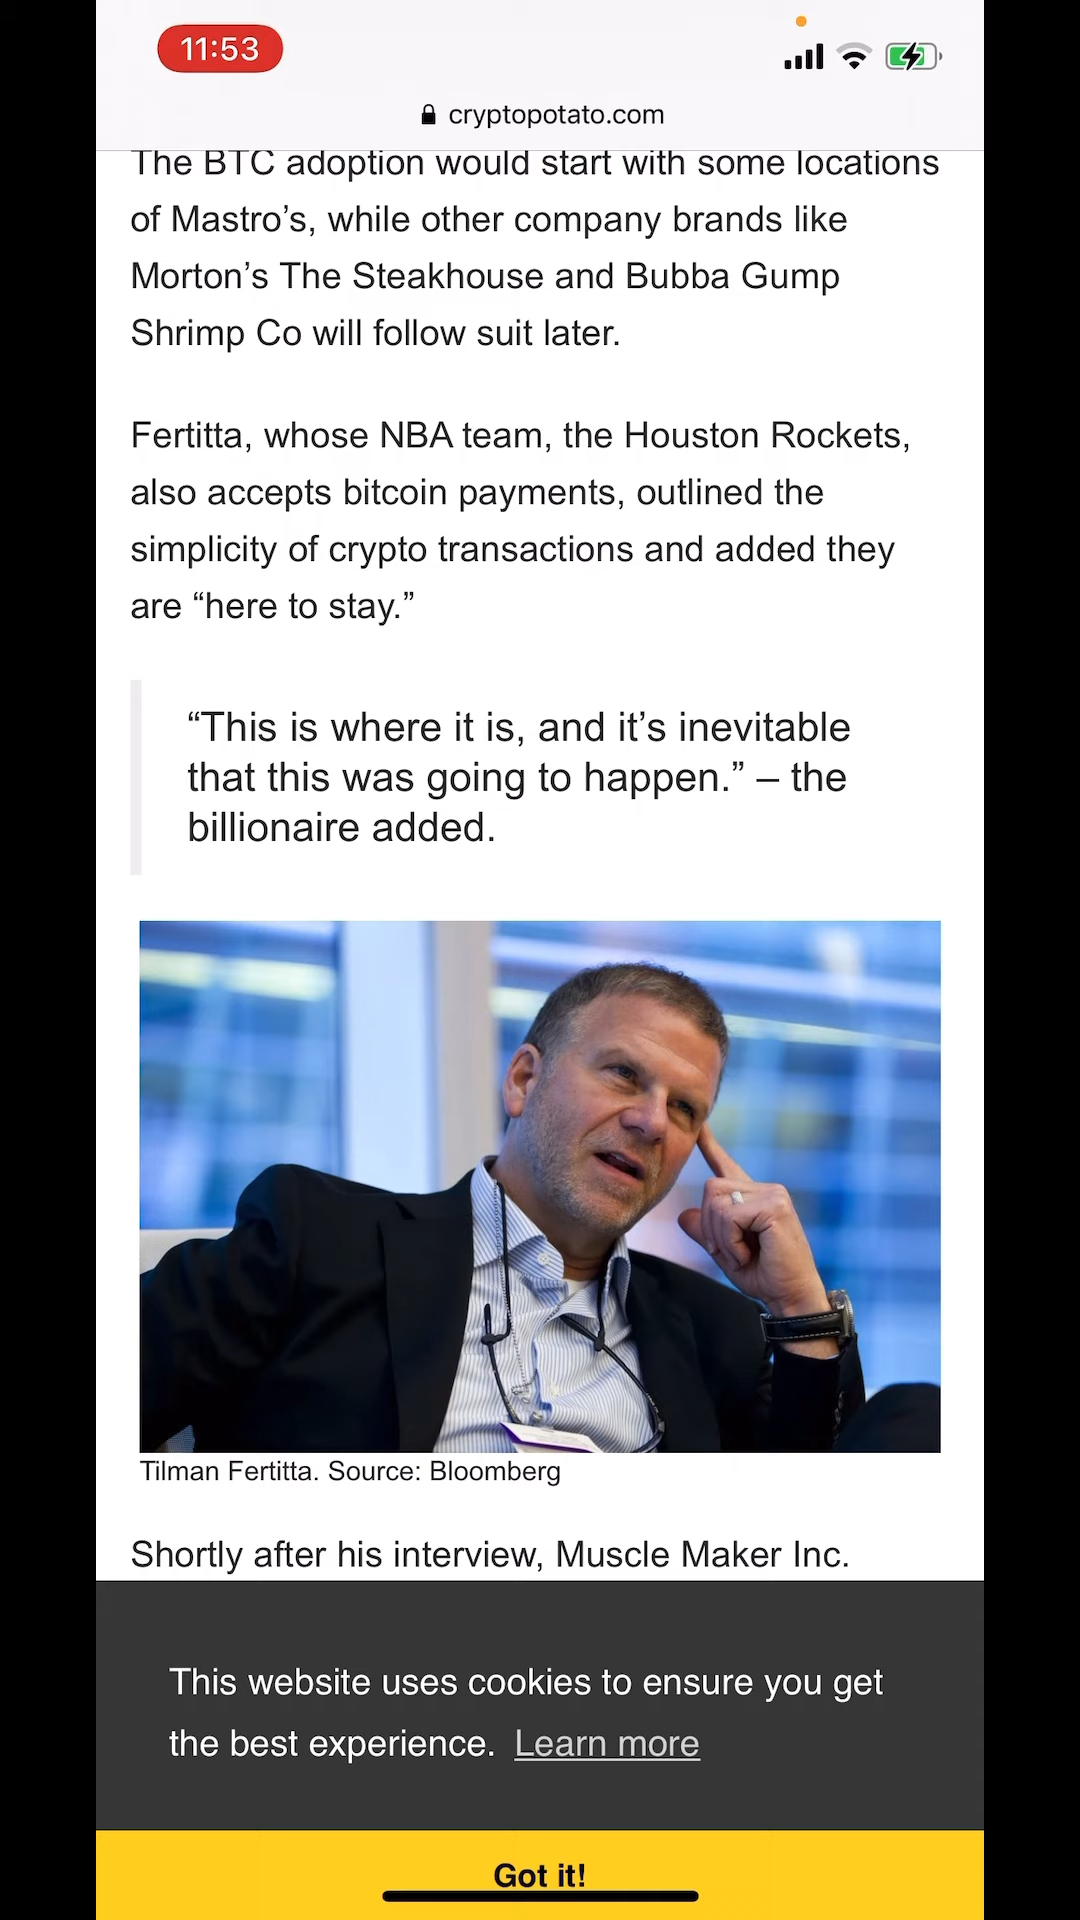 11:53
cryptopotato.com
The BTC adoption would start with some locations
of Mastro’s, while other company brands like
Morton’s The Steakhouse and Bubba Gump
Shrimp Co will follow suit later.
Fertitta, whose NBA team, the Houston Rockets,
also accepts bitcoin payments, outlined the
simplicity of crypto transactions and added they
are “here to stay.”
“This is where it is, and it’s inevitable
that this was going to happen.” – the
billionaire added.
Tilman Fertitta. Source: Bloomberg
Shortly after his interview, Muscle Maker Inc.
This website uses cookies to ensure you get
the best experience. Learn more
Got it!